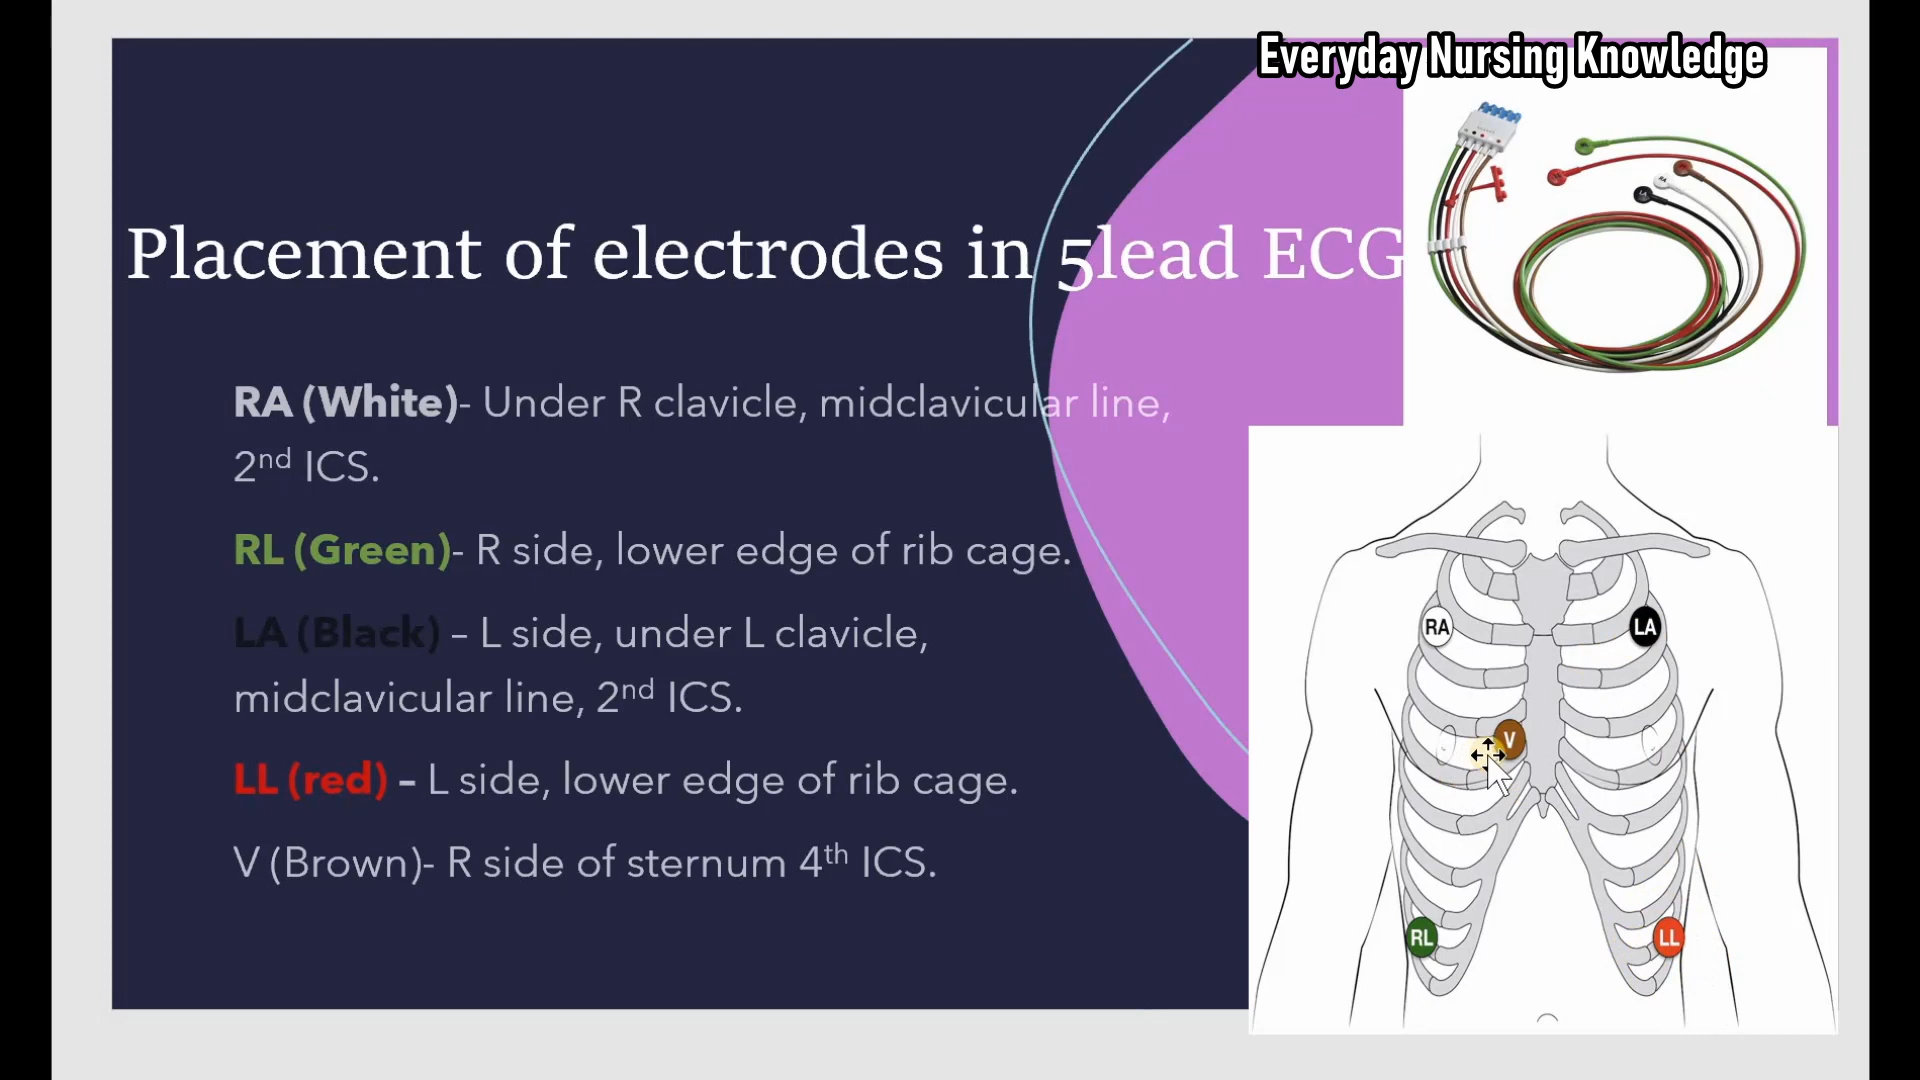 Everyday Nursing Knowledge
Placement of electrodes in 5lead ECG
RA (White)- Under R clavicle, midclavicular line,
2nd ICS.
RL (Green)- R side, lower edge of rib cage.
LA (Black) – L side, under L clavicle,
midclavicular line, 2nd ICS.
LL (red) – L side, lower edge of rib cage.
V (Brown)- R side of sternum 4th ICS.
RA
LA
RA
LA
V
RL
LL